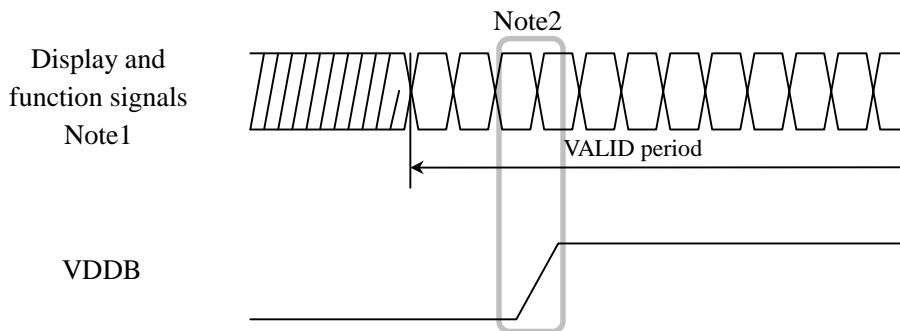 Note2
Display and
function signals
Note1
VALID period
VDDB